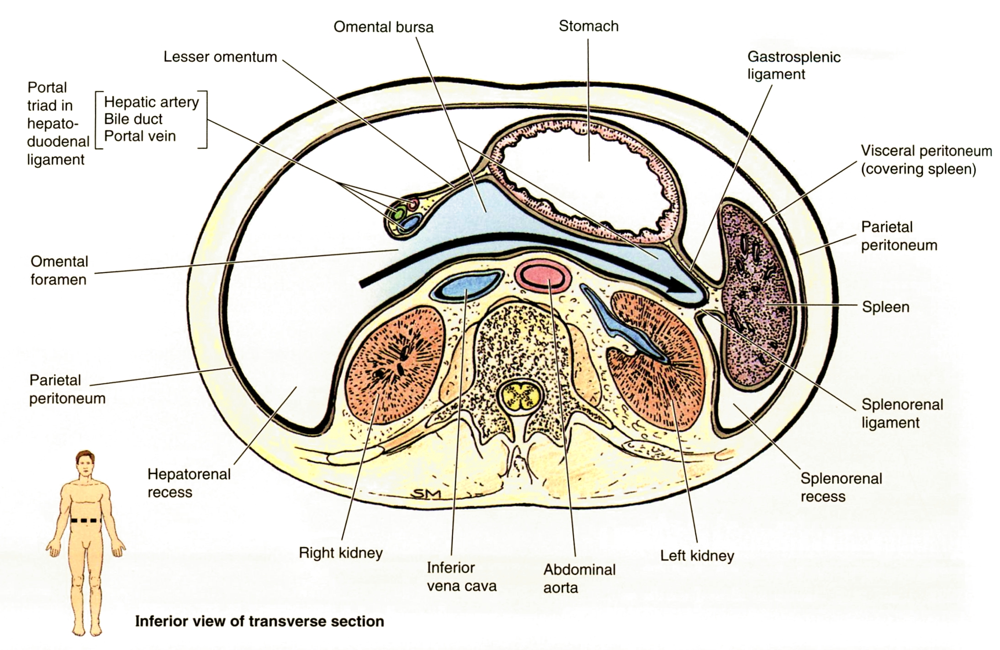 Omental bursa
Stomach
Lesser omentum
Gastrosplenic
ligament
Portal
triad in
hepato-
duodenal
ligament
Hepatic artery
Bile duct
Portal vein
Visceral peritoneum
(covering spleen)
Parietal
peritoneum
Omental
foramen
Spleen
Parietal
peritoneum
Splenorenal
ligament
Hepatorenal
recess
Splenorenal
recess
SM
Right kidney
Inferior
vena cava
Abdominal
aorta
Left kidney
Inferior view of transverse section